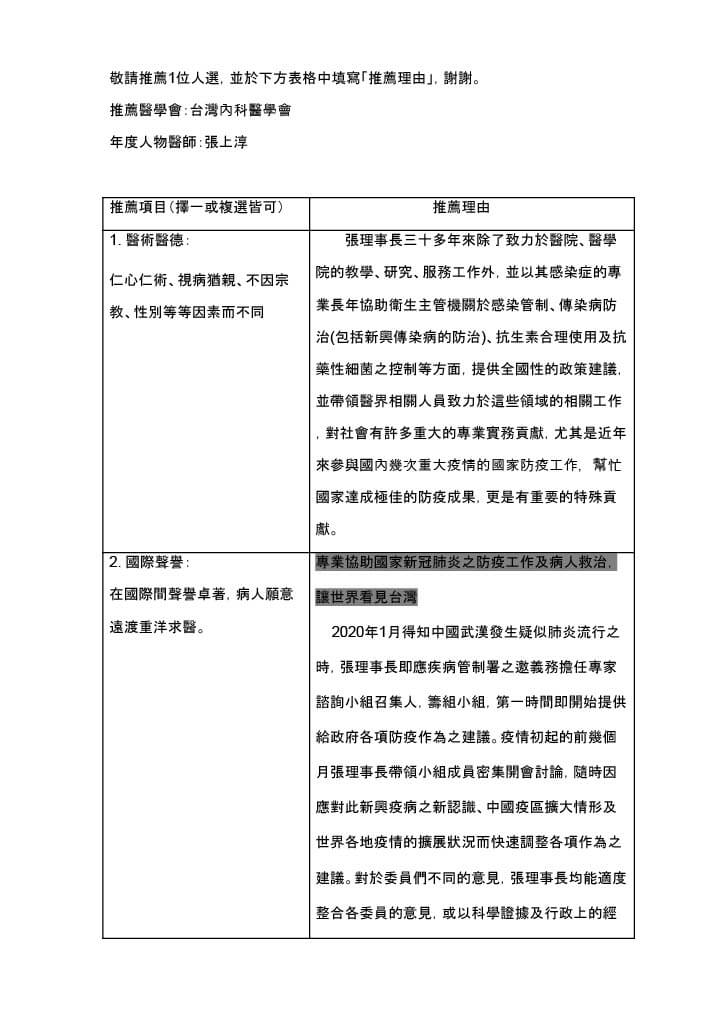 敬請推薦1位人選，並於下方表格中填寫「推薦理由」，謝謝。
推薦醫學會：台灣內科醫學會
年度人物醫師：張上淳
推薦項目（擇一或複選皆可）
推薦理由
1. 醫術醫德：
仁心仁術、視病猶親、不因宗
教、性別等等因素而不同
張理事長三十多年來除了致力於醫院、醫學
院的教學、研究、服務工作外，並以其感染症的專
業長年協助衛生主管機關於感染管制、傳染病防
治(包括新興傳染病的防治)、抗生素合理使用及抗
藥性細菌之控制等方面，提供全國性的政策建議，
並帶領醫界相關人員致力於這些領域的相關工作
，對社會有許多重大的專業實務貢獻，尤其是近年
來參與國內幾次重大疫情的國家防疫工作，幫忙
國家達成極佳的防疫成果，更是有重要的特殊貢
獻。
2. 國際聲譽：
在國際間聲譽卓著，病人願意
遠渡重洋求醫。
專業協助國家新冠肺炎之防疫工作及病人救治，
讓世界看見台灣
2020年1月得知中國武漢發生疑似肺炎流行之
時，張理事長即應疾病管制署之邀義務擔任專家
諮詢小組召集人，籌組小組，第一時間即開始提供
給政府各項防疫作為之建議。疫情初起的前幾個
月張理事長帶領小組成員密集開會討論，隨時因
應對此新興疫病之新認識、中國疫區擴大情形及
世界各地疫情的擴展狀況而快速調整各項作為之
建議。對於委員們不同的意見，張理事長均能適度
整合各委員的意見，或以科學證據及行政上的經